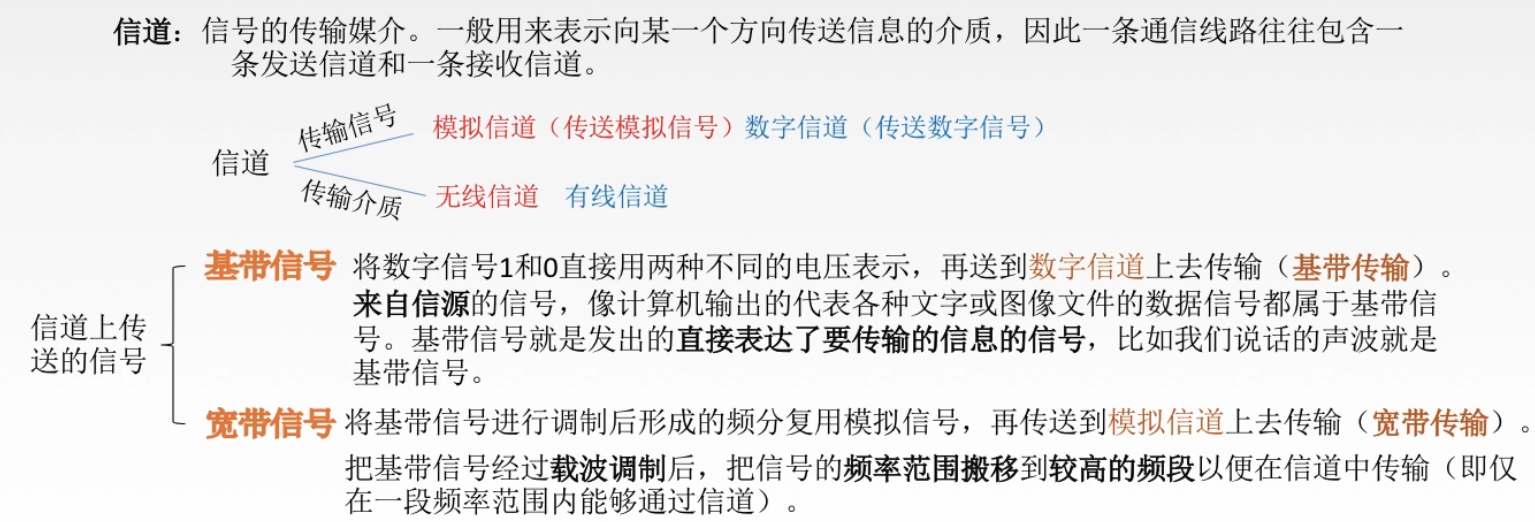 信道：信号的传输媒介。一般用来表示向某一个方向传送信息的介质，因此一条通信线路往往包含一
条发送信道和一条接收信道。
传输信号
模拟信道（传送模拟信号）数字信道（传送数字信号）
信道
传输介质
无线信道 有线信道
基带信号 将数字信号1和0直接用两种不同的电压表示，再送到数字信道上去传输（基带传输）。
来自信源的信号，像计算机输出的代表各种文字或图像文件的数据信号都属于基带信
号。基带信号就是发出的直接表达了要传输的信息的信号，比如我们说话的声波就是
基带信号。
信道上传
送的信号
宽带信号 将基带信号进行调制后形成的频分复用模拟信号，再传送到模拟信道上去传输（宽带传输）。
把基带信号经过载波调制后，把信号的频率范围搬移到较高的频段以便在信道中传输（即仅
在一段频率范围内能够通过信道）。